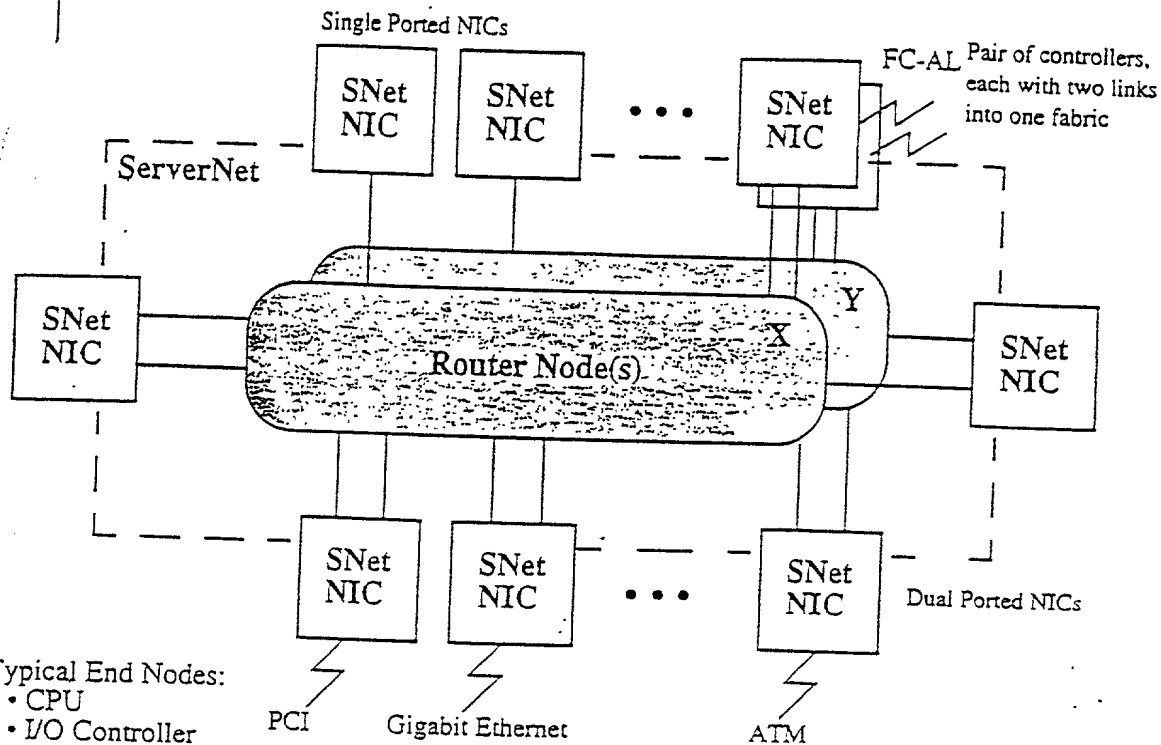 Single Ported NICs
FC-AL
Pair of controllers,
each with two links
into one fabric
SNet
NIC
SNet
NIC
• • •
SNet
NIC
ServerNet
SNet
NIC
Y
X
Router Node(s)
SNet
NIC
SNet
NIC
SNet
NIC
• • •
SNet
NIC
Dual Ported NICs
Typical End Nodes:
• CPU
• I/O Controller
PCI
Gigabit Ethernet
ATM